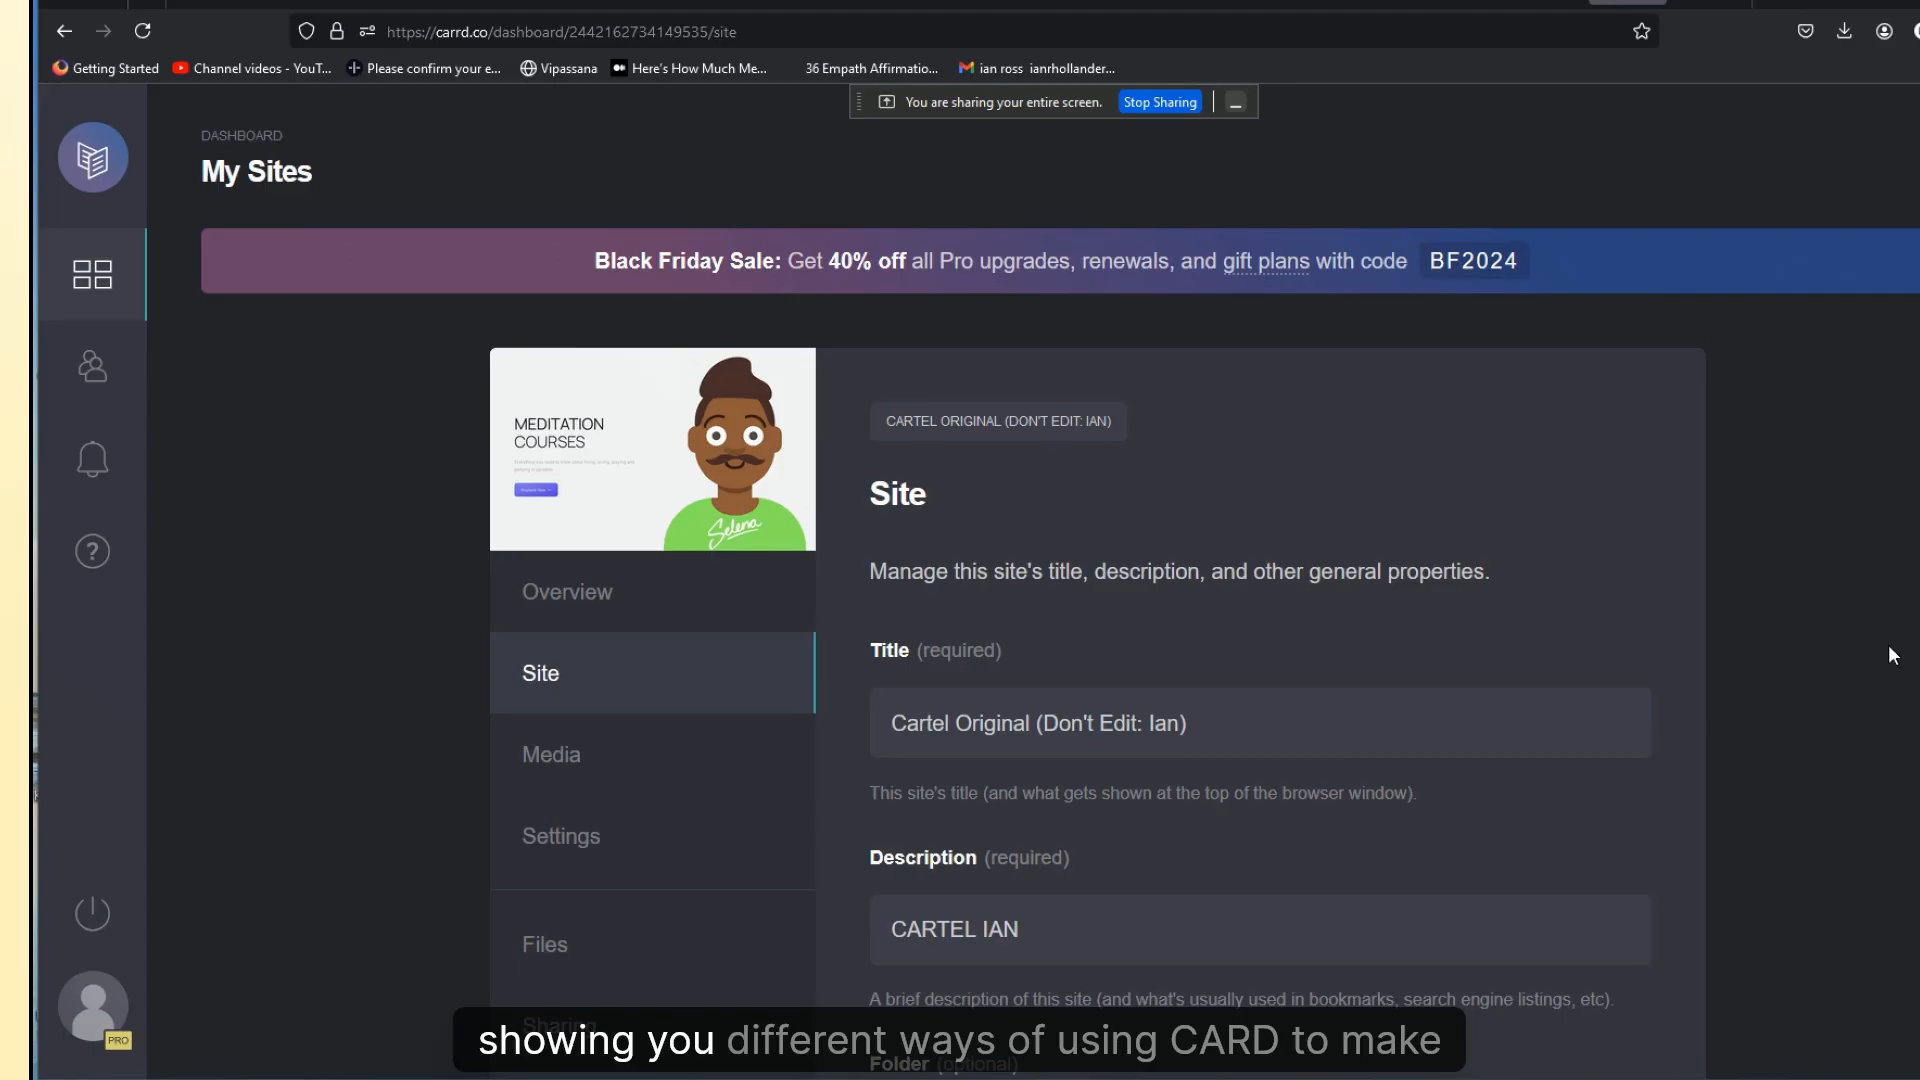 https://carrd.co/dashboard/2442162734149535/site
Getting Started
Channel videos - YouT...
Please confirm your e...
Vipassana
Here's How Much Me...
36 Empath Affirmatio...
ian ross ianrhollander...
You are sharing your entire screen.
Stop Sharing
DASHBOARD
My Sites
Black Friday Sale: Get 40% off all Pro upgrades, renewals, and gift plans with code BF2024
MEDITATION
COURSES
Selena
Overview
Site
Media
Settings
Files
Sharing
PRO
CARTEL ORIGINAL (DON'T EDIT: IAN)
Site
Manage this site's title, description, and other general properties.
Title (required)
Cartel Original (Don't Edit: Ian)
This site's title (and what gets shown at the top of the browser window).
Description (required)
CARTEL IAN
A brief description of this site (and what's usually used in bookmarks, search engine listings, etc).
Folder (optional)
showing you different ways of using CARD to make